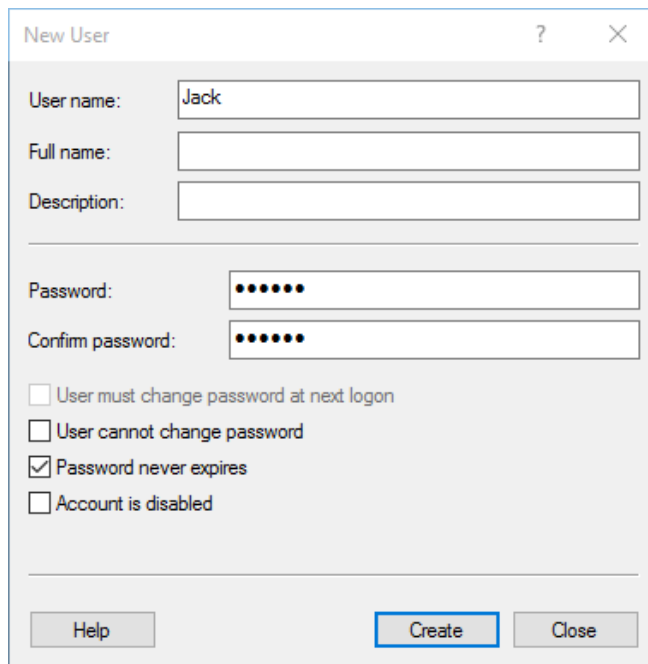 New User
User name: Jack
Full name:
Description:
Password: ●●●●●●
Confirm password: ●●●●●●
User must change password at next logon
User cannot change password
Password never expires
Account is disabled
Help Create Close